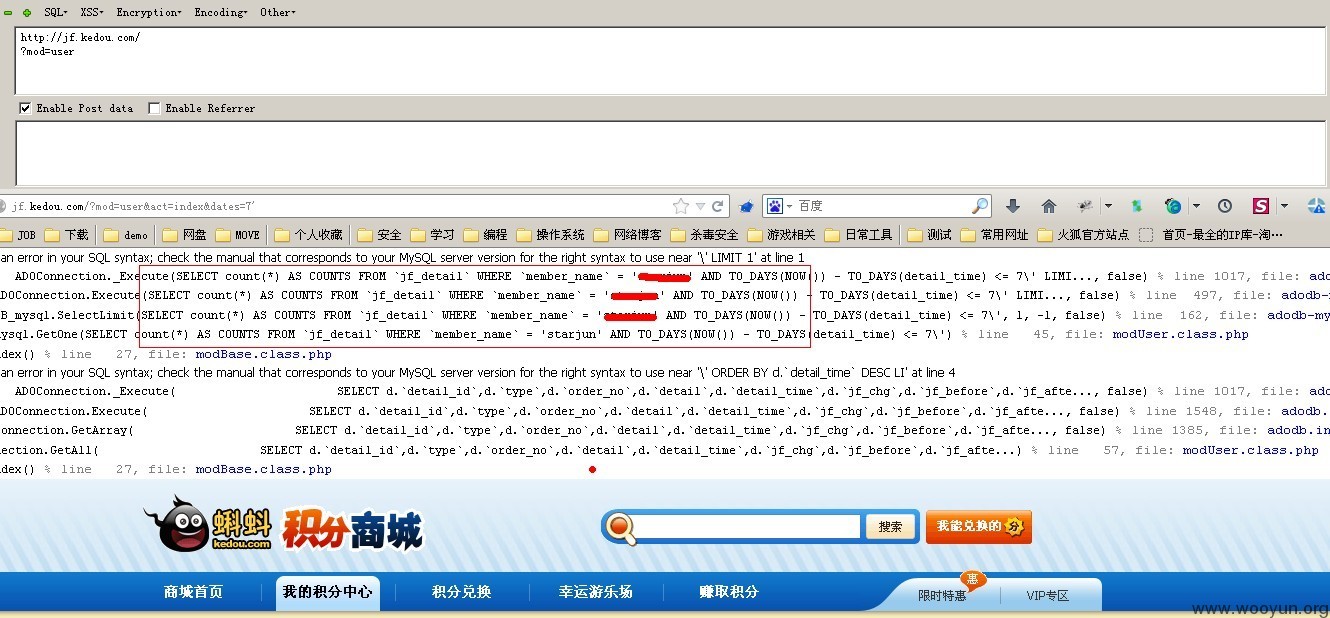 SQL▾ XSS▾ Encryption▾ Encoding▾ Other▾
http://jf.kedou.com/
?mod=user
Enable Post data Enable Referrer
jf.kedou.com/?mod=user&act=index&dates=7' 百度
JOB 下载 demo 网盘 MOVE 个人收藏 安全 学习 编程 操作系统 网络博客 杀毒安全 游戏相关 日常工具 测试 常用网址 火狐官方站点 首页-最全的IP库-淘…
an error in your SQL syntax; check the manual that corresponds to your MySQL server version for the right syntax to use near '\' LIMIT 1' at line 1
ADOConnection._Execute(SELECT count(*) AS COUNTS FROM `jf_detail` WHERE `member_name` = ' AND TO_DAYS(NOW()) - TO_DAYS(detail_time) <= 7\' LIMI..., false) % line 1017, file: ado
DOConnection.Execute(SELECT count(*) AS COUNTS FROM `jf_detail` WHERE `member_name` = ' ' AND TO_DAYS(NOW()) - TO_DAYS(detail_time) <= 7\' LIMI..., false) % line 497, file: adodb-
B_mysql.SelectLimit(SELECT count(*) AS COUNTS FROM `jf_detail` WHERE `member_name` = ' ' AND TO_DAYS(NOW()) - TO_DAYS(detail_time) <= 7\', 1, -1, false) % line 162, file: adodb-my
ysql.GetOne(SELECT count(*) AS COUNTS FROM `jf_detail` WHERE `member_name` = 'starjun' AND TO_DAYS(NOW()) - TO_DAYS(detail_time) <= 7\') % line 45, file: modUser.class.php
ndex() % line 27, file: modBase.class.php
an error in your SQL syntax; check the manual that corresponds to your MySQL server version for the right syntax to use near '\' ORDER BY d.`detail_time` DESC LI' at line 4
ADOConnection._Execute( SELECT d.`detail_id`,d.`type`,d.`order_no`,d.`detail`,d.`detail_time`,d.`jf_chg`,d.`jf_before`,d.`jf_afte..., false) % line 1017, file: ado
DOConnection.Execute( SELECT d.`detail_id`,d.`type`,d.`order_no`,d.`detail`,d.`detail_time`,d.`jf_chg`,d.`jf_before`,d.`jf_afte..., false) % line 1548, file: adodb.
onnection.GetArray( SELECT d.`detail_id`,d.`type`,d.`order_no`,d.`detail`,d.`detail_time`,d.`jf_chg`,d.`jf_before`,d.`jf_afte..., false) % line 1385, file: adodb.in
ection.GetAll( SELECT d.`detail_id`,d.`type`,d.`order_no`,d.`detail`,d.`detail_time`,d.`jf_chg`,d.`jf_before`,d.`jf_afte...) % line 57, file: modUser.class.php
ndex() % line 27, file: modBase.class.php
蝌蚪 kedou.com 积分商城 搜索 我能兑换的 分
商城首页 我的积分中心 积分兑换 幸运游乐场 赚取积分 限时特惠 惠 VIP专区
www.wooyun.org